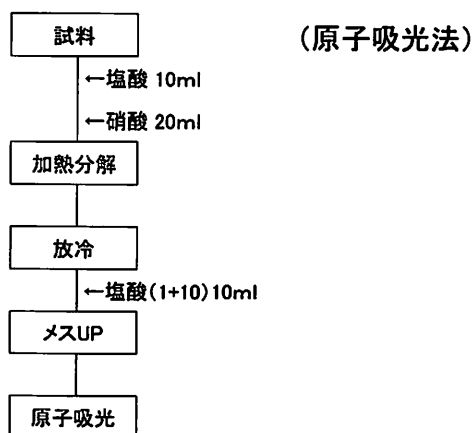 試料
(原子吸光法)
←塩酸 10ml
←硝酸 20ml
加熱分解
放冷
←塩酸(1+10)10ml
メスUP
原子吸光